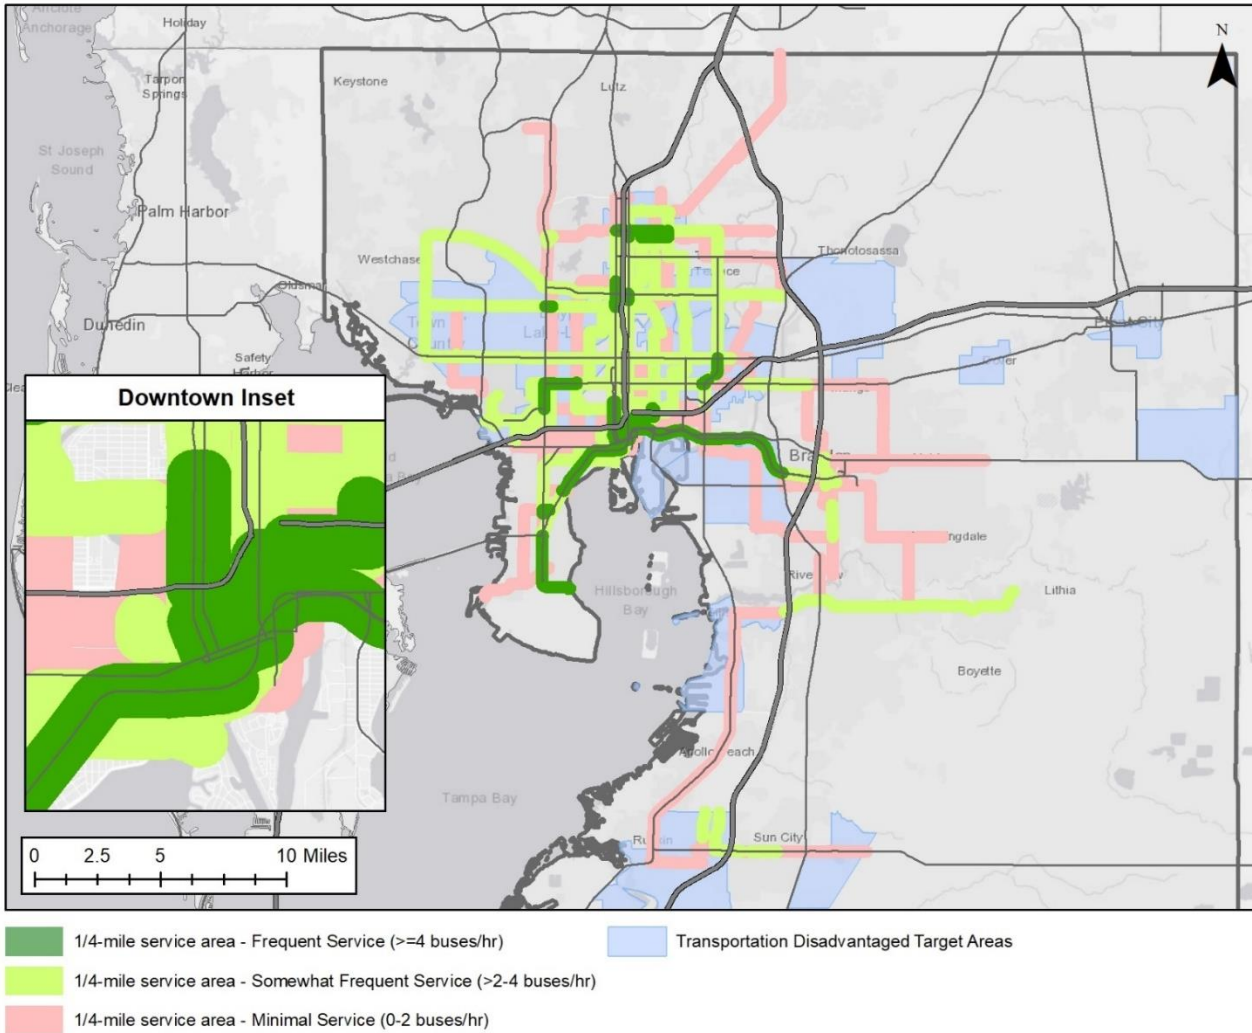 Anclote
Anchorage
Holiday
N
Keystone
Lutz
Tarpon
Springs
St Joseph
Sound
Palm Harbor
Westchase
Thonotosassa
Dunedin
Safety
Lithia
Hillsborough
Bay
Boyette
Tampa Bay
Sun City
Downtown Inset
0 2.5 5 10 Miles
1/4-mile service area - Frequent Service (>=4 buses/hr)
Transportation Disadvantaged Target Areas
1/4-mile service area - Somewhat Frequent Service (>2-4 buses/hr)
1/4-mile service area - Minimal Service (0-2 buses/hr)